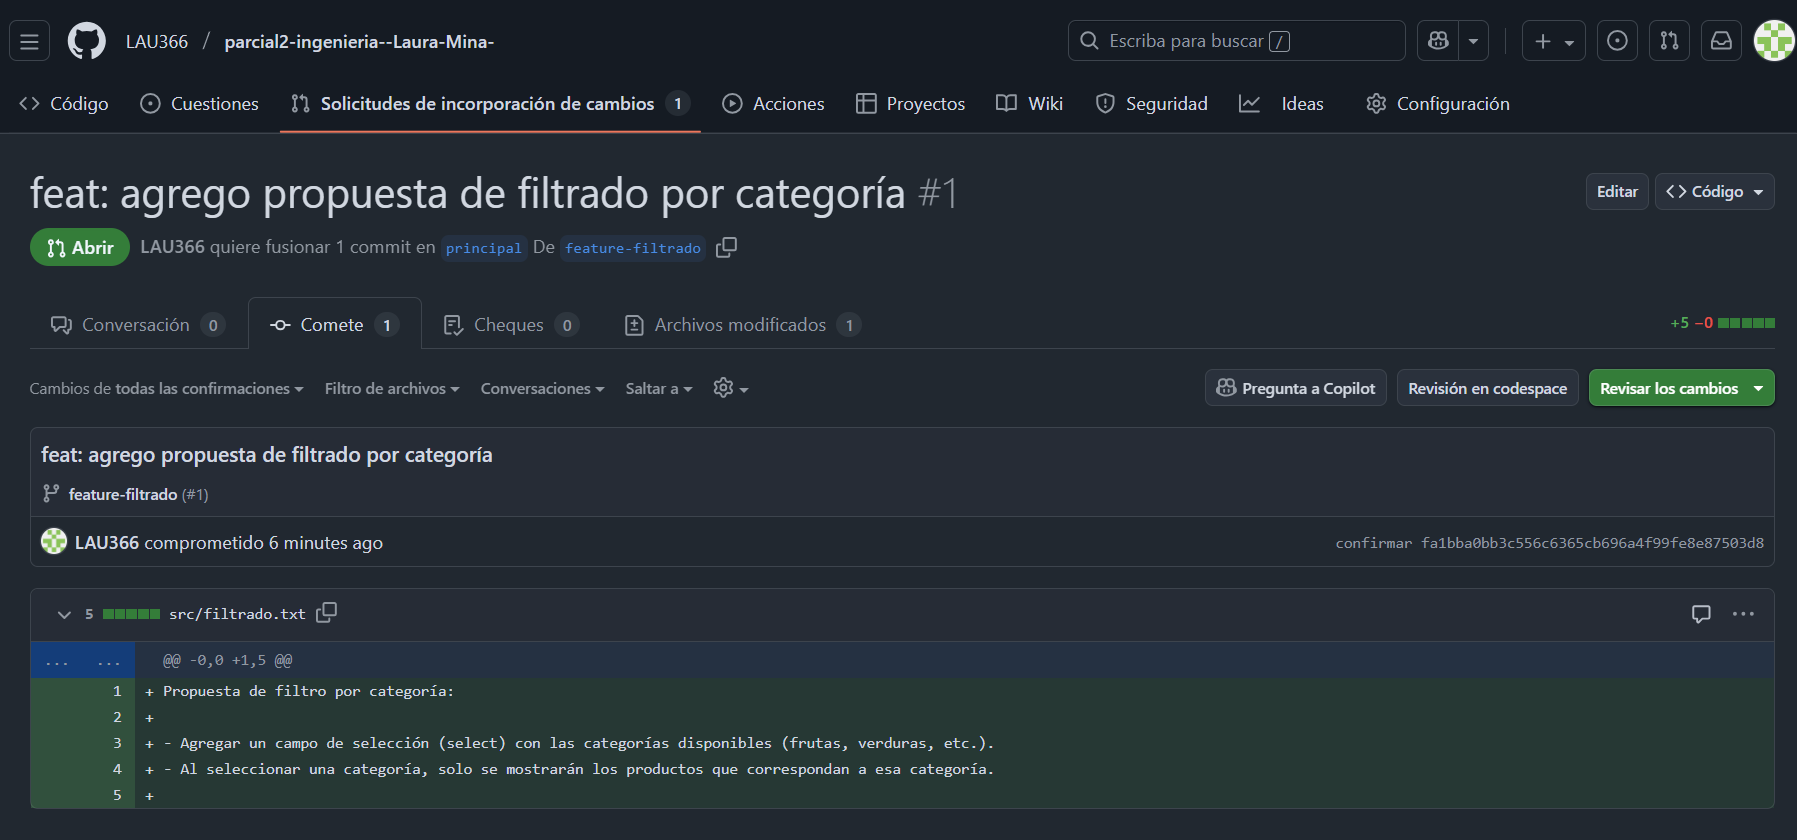 LAU366 / parcial2-ingenieria--Laura-Mina-
Escriba para buscar /
Código
Cuestiones
Solicitudes de incorporación de cambios 1
Acciones
Proyectos
Wiki
Seguridad
Ideas
Configuración
feat: agrego propuesta de filtrado por categoría #1
Editar
Código
Abrir
LAU366 quiere fusionar 1 commit en principal De feature-filtrado
Conversación 0
Comete 1
Cheques 0
Archivos modificados 1
+5 −0
Cambios de todas las confirmaciones
Filtro de archivos
Conversaciones
Saltar a
Pregunta a Copilot
Revisión en codespace
Revisar los cambios
feat: agrego propuesta de filtrado por categoría
feature-filtrado (#1)
LAU366 comprometido 6 minutes ago
confirmar fa1bba0bb3c556c6365cb696a4f99fe8e87503d8
5 src/filtrado.txt
... ... @@ -0,0 +1,5 @@
1 + Propuesta de filtro por categoría:
2 +
3 + - Agregar un campo de selección (select) con las categorías disponibles (frutas, verduras, etc.).
4 + - Al seleccionar una categoría, solo se mostrarán los productos que correspondan a esa categoría.
5 +